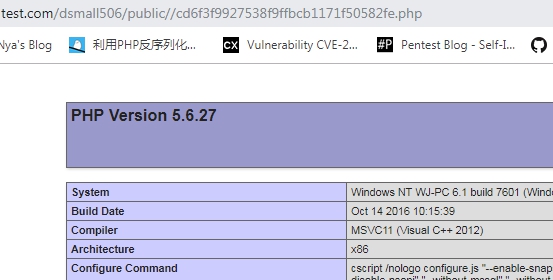 test.com/dsmall506/public//cd6f3f9927538f9ffbcb1171f50582fe.php
Nya's Blog 利用PHP反序列化... CX Vulnerability CVE-2... #P Pentest Blog - Self-I...
PHP Version 5.6.27
System Windows NT WJ-PC 6.1 build 7601 (Wind
Build Date Oct 14 2016 10:15:39
Compiler MSVC11 (Visual C++ 2012)
Architecture x86
Configure Command cscript /nologo configure.js "--enable-snap